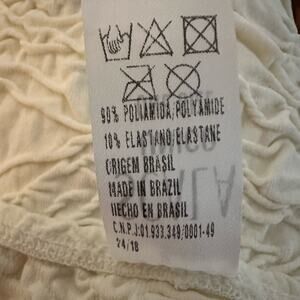 90% POLIAMIDA/POLYAMIDE
10% ELASTANO/ELASTANE
ORIGEM BRASIL
MADE IN BRAZIL
HECHO EN BRASIL
C.N.P.J:01.933.349/0001-49
24/18